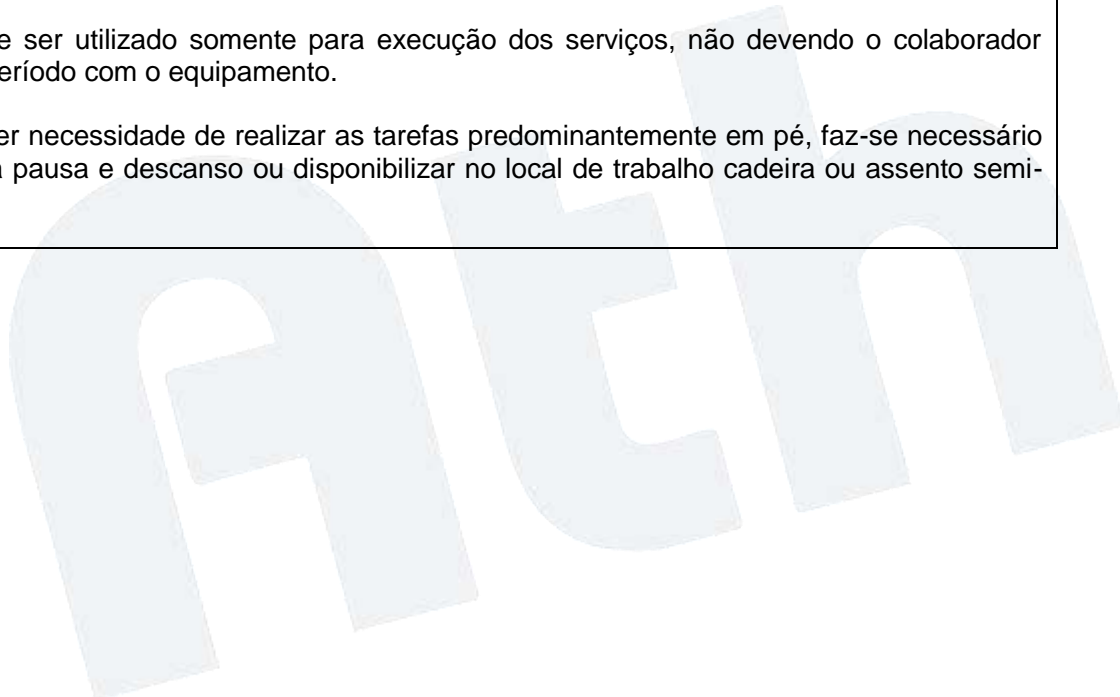 e ser utilizado somente para execução dos serviços, não devendo o colaborador
eríodo com o equipamento.
er necessidade de realizar as tarefas predominantemente em pé, faz-se necessário
a pausa e descanso ou disponibilizar no local de trabalho cadeira ou assento semi-
Ath